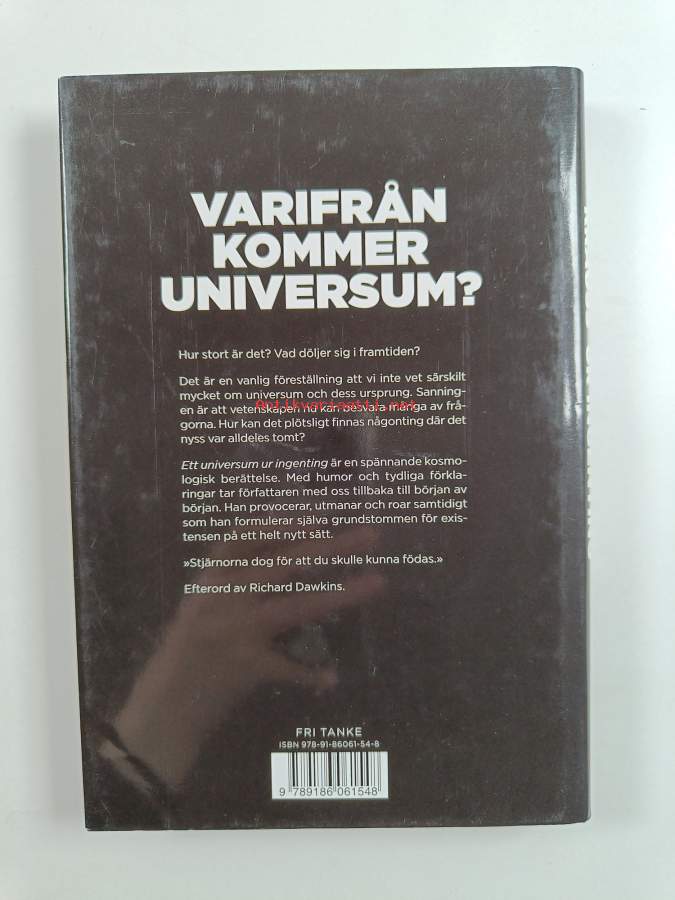 VARIFRÅN
KOMMER
UNIVERSUM?
Hur stort är det? Vad döljer sig i framtiden?
Det är en vanlig föreställning att vi inte vet särskilt
mycket om universum och dess ursprung. Sanning-
en är att vetenskapen nu kan besvara många av frå-
gorna. Hur kan det plötsligt finnas någonting där det
nyss var alldeles tomt?
Ett universum ur ingenting är en spännande kosmo-
logisk berättelse. Med humor och tydliga förkla-
ringar tar författaren med oss tillbaka till början av
början. Han provocerar, utmanar och roar samtidigt
som han formulerar själva grundstommen för exis-
tensen på ett helt nytt sätt.
»Stjärnorna dog för att du skulle kunna födas.»
Efterord av Richard Dawkins.
FRI TANKE
ISBN 978-91-86061-54-8
9 789186 061548